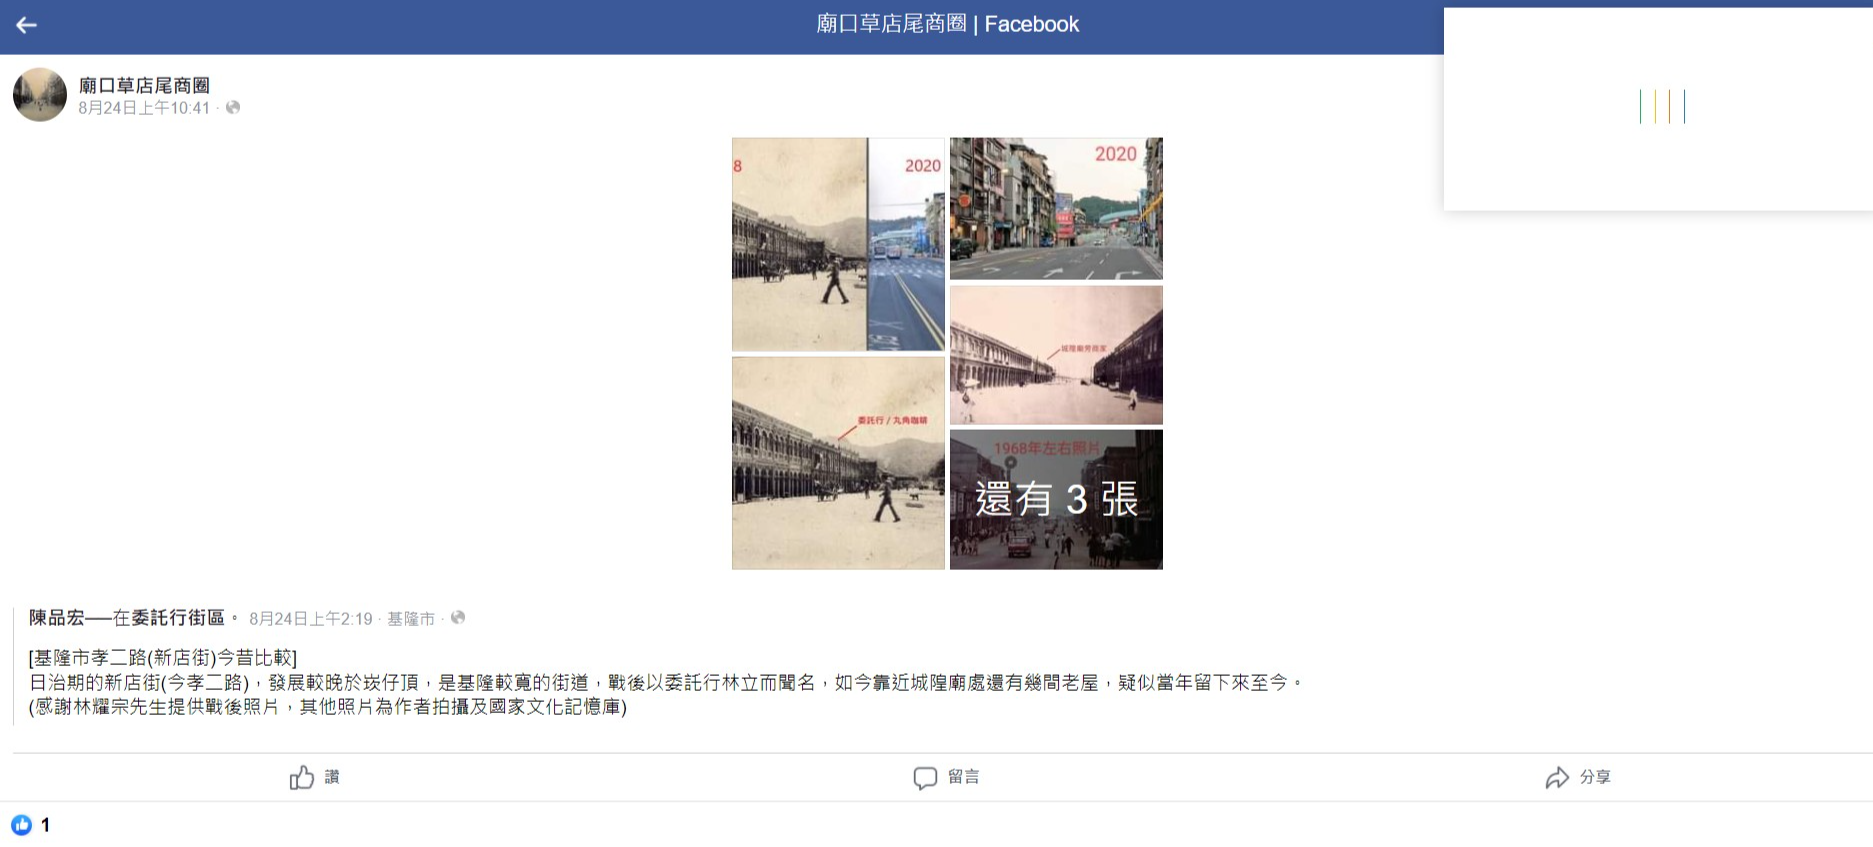 廟口草店尾商圈 | Facebook
廟口草店尾商圈
8月24日上午10:41 ·
8
2020
2020
城隍廟旁商家
委託行 / 丸角咖啡
1968年左右照片
還有 3 張
陳品宏──在委託行街區。 8月24日上午2:19 · 基隆市 ·
[基隆市孝二路(新店街)今昔比較]
日治期的新店街(今孝二路)，發展較晚於崁仔頂，是基隆較寬的街道，戰後以委託行林立而聞名，如今靠近城隍廟處還有幾間老屋，疑似當年留下來至今。
(感謝林耀宗先生提供戰後照片，其他照片為作者拍攝及國家文化記憶庫)
讚
留言
分享
1